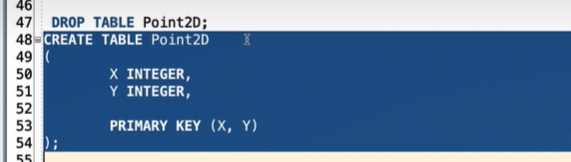 46
47 DROP TABLE Point2D;
48 CREATE TABLE Point2D
49 (
50 X INTEGER,
51 Y INTEGER,
52
53 PRIMARY KEY (X, Y)
54 );
55